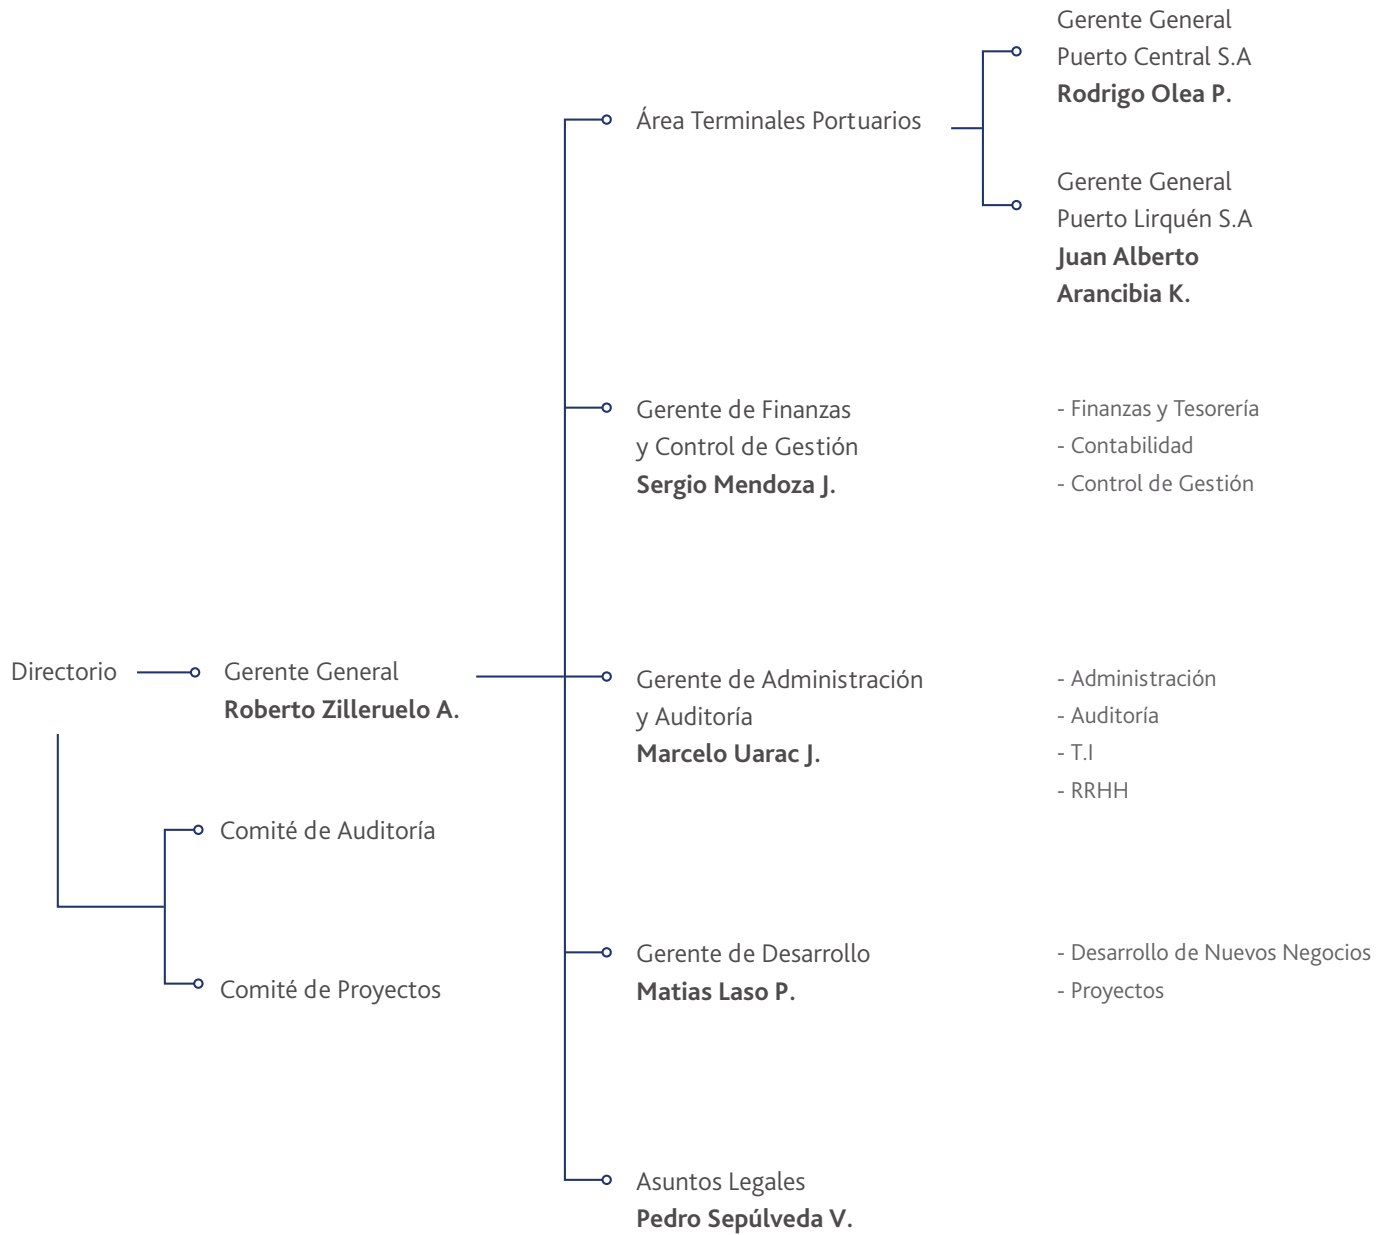 Directorio
Gerente General
Roberto Zilleruelo A.
Comité de Auditoría
Comité de Proyectos
Área Terminales Portuarios
Gerente General
Puerto Central S.A
Rodrigo Olea P.
Gerente General
Puerto Lirquén S.A
Juan Alberto
Arancibia K.
Gerente de Finanzas
y Control de Gestión
Sergio Mendoza J.
- Finanzas y Tesorería
- Contabilidad
- Control de Gestión
Gerente de Administración
y Auditoría
Marcelo Uarac J.
- Administración
- Auditoría
- T.I
- RRHH
Gerente de Desarrollo
Matias Laso P.
- Desarrollo de Nuevos Negocios
- Proyectos
Asuntos Legales
Pedro Sepúlveda V.